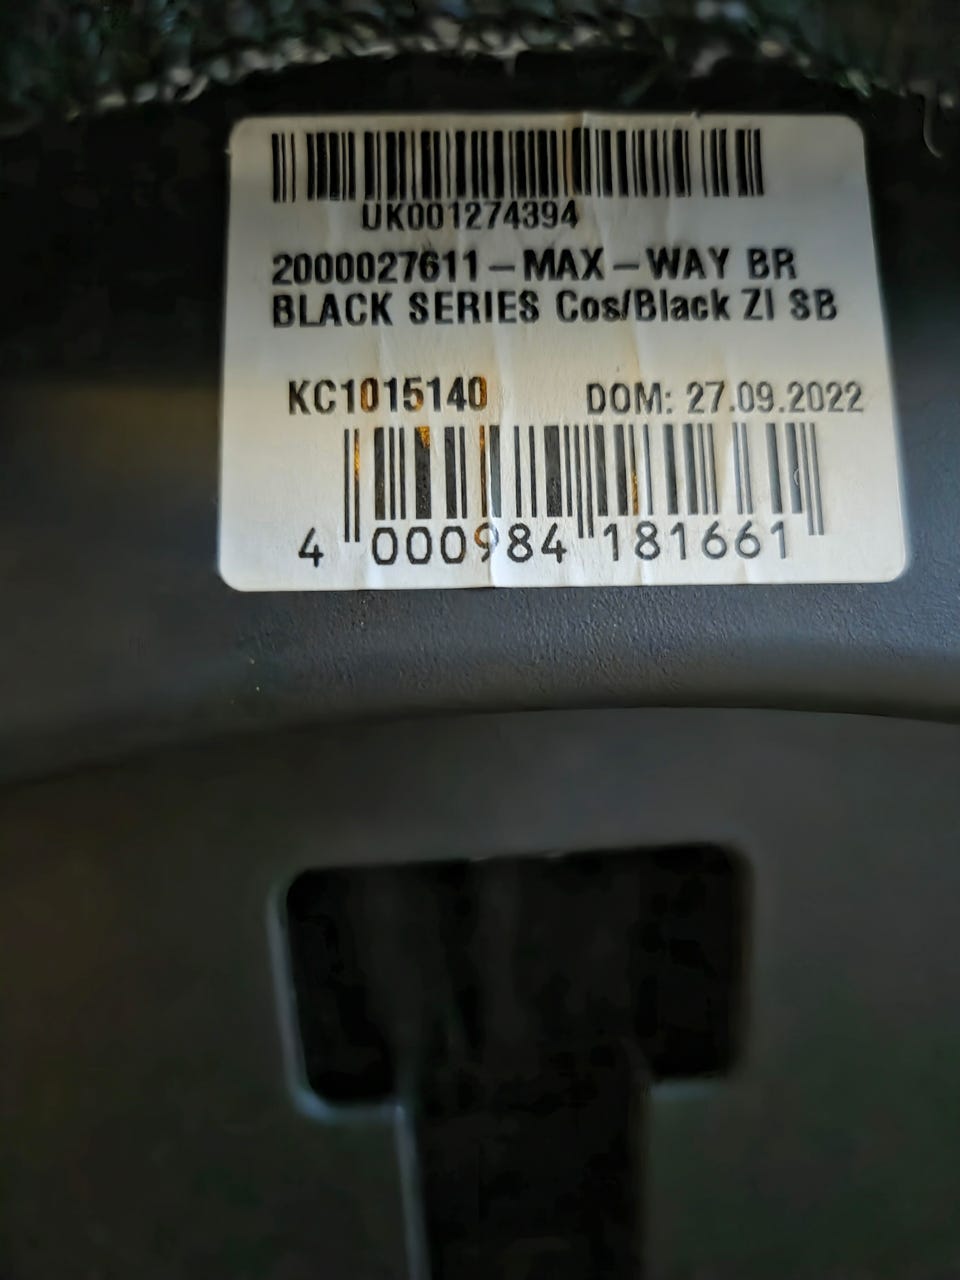 UK001274394
2000027611-MAX-WAY BR
BLACK SERIES Cos/Black ZI SB
KC1015140 DOM: 27.09.2022
4 000984 181661